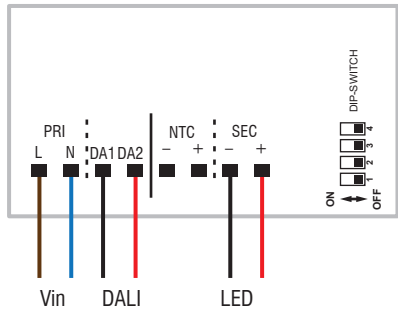 PRI
L N
DA1 DA2
NTC
− +
SEC
− +
DIP-SWITCH
4
3
2
1
ON OFF
Vin DALI LED